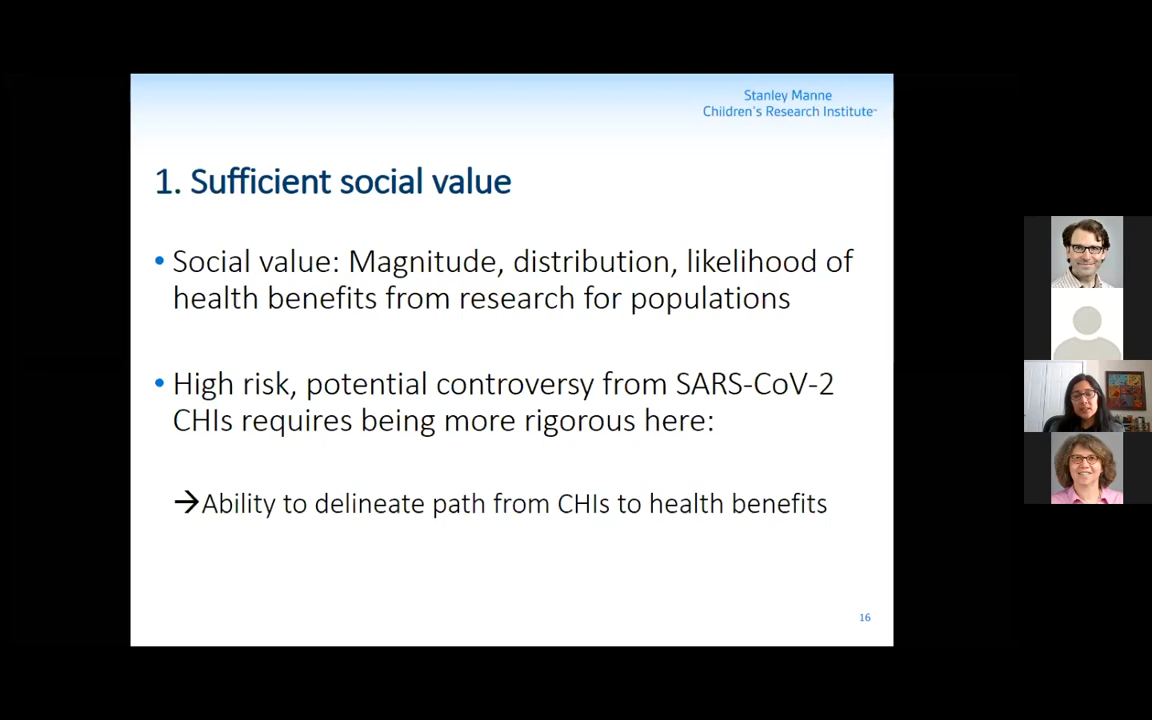 Stanley Manne
Children's Research Institute™
1. Sufficient social value
• Social value: Magnitude, distribution, likelihood of
health benefits from research for populations
• High risk, potential controversy from SARS-CoV-2
CHIs requires being more rigorous here:
→Ability to delineate path from CHIs to health benefits
16